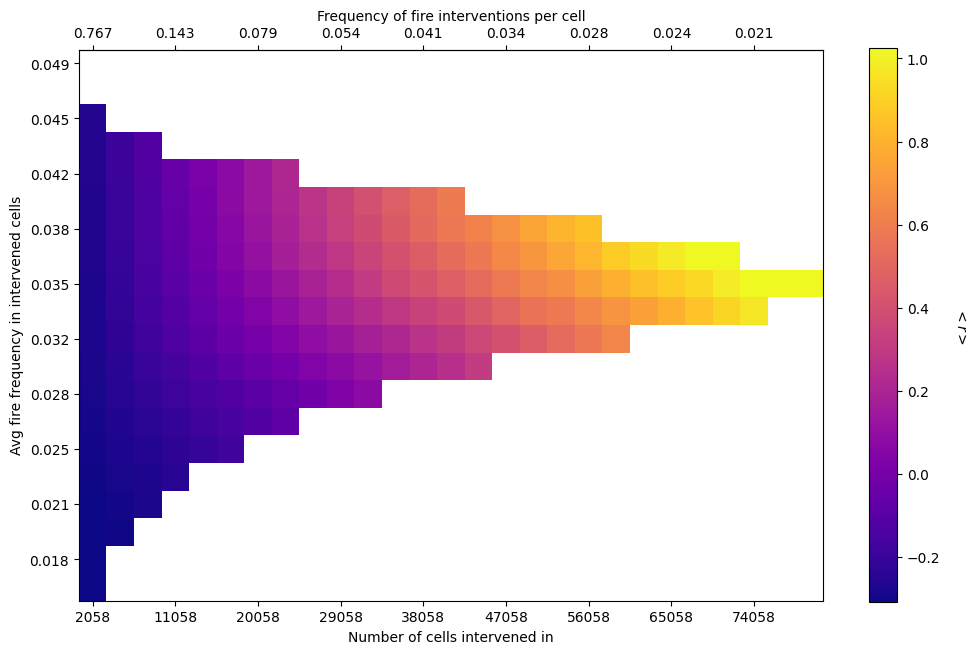 Frequency of fire interventions per cell
0.767 0.143 0.079 0.054 0.041 0.034 0.028 0.024 0.021
Avg fire frequency in intervened cells
0.049
0.045
0.042
0.038
0.035
0.032
0.028
0.025
0.021
0.018
2058 11058 20058 29058 38058 47058 56058 65058 74058
Number of cells intervened in
1.0
0.8
0.6
0.4
0.2
0.0
−0.2
< r >